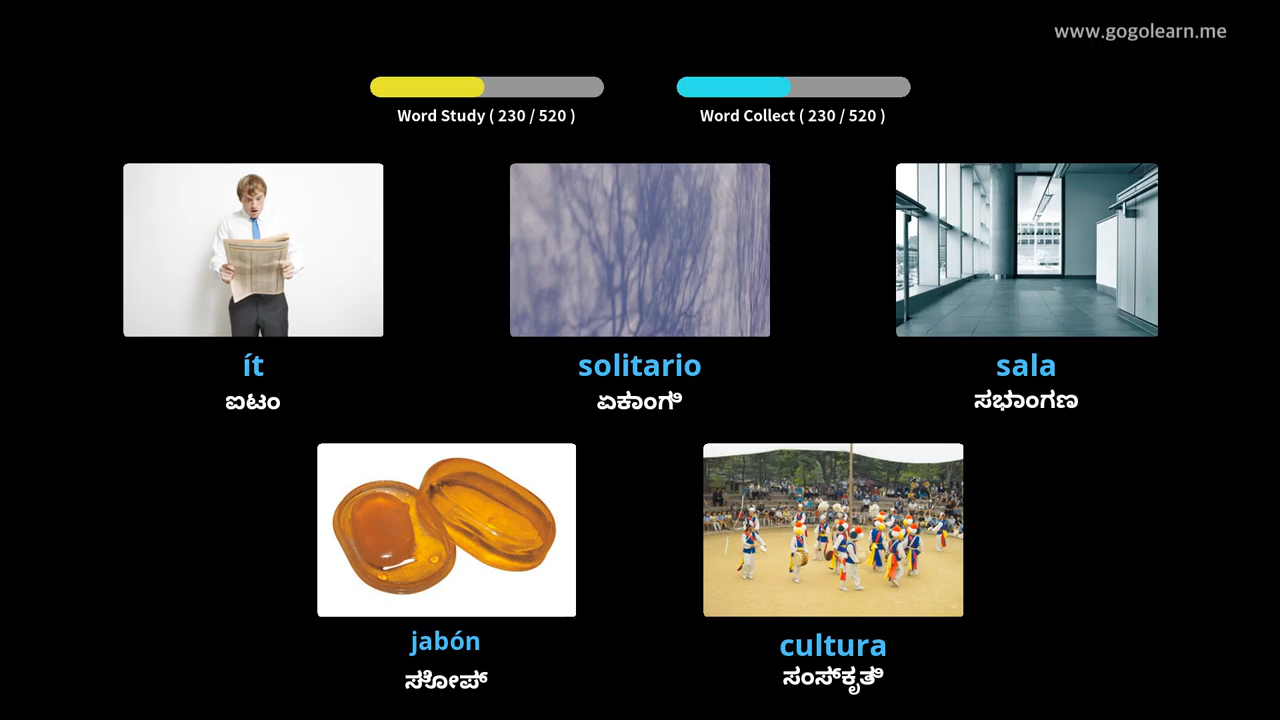 www.gogolearn.me
Word Study ( 230 / 520 )
Word Collect ( 230 / 520 )
ít
ಐಟಂ
solitario
ಏಕಾಂಗಿ
sala
ಸಭಾಂಗಣ
jabón
ಸೋಪ್
cultura
ಸಂಸ್ಕೃತಿ